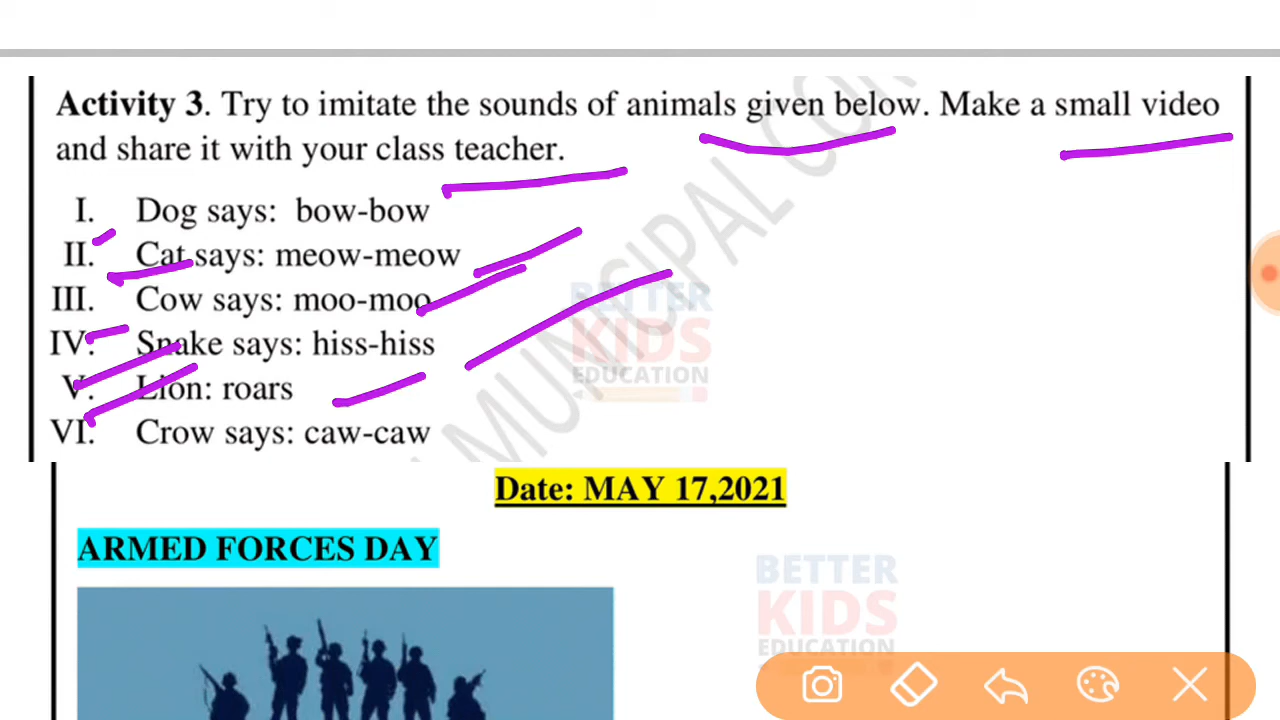 Activity 3. Try to imitate the sounds of animals given below. Make a small video
and share it with your class teacher.
I. Dog says: bow-bow
II. Cat says: meow-meow
III. Cow says: moo-moo
IV. Snake says: hiss-hiss
V. Lion: roars
VI. Crow says: caw-caw
MUNICIPAL
BETTER
KIDS
EDUCATION
Date: MAY 17,2021
ARMED FORCES DAY
BETTER
KIDS
EDUCATION